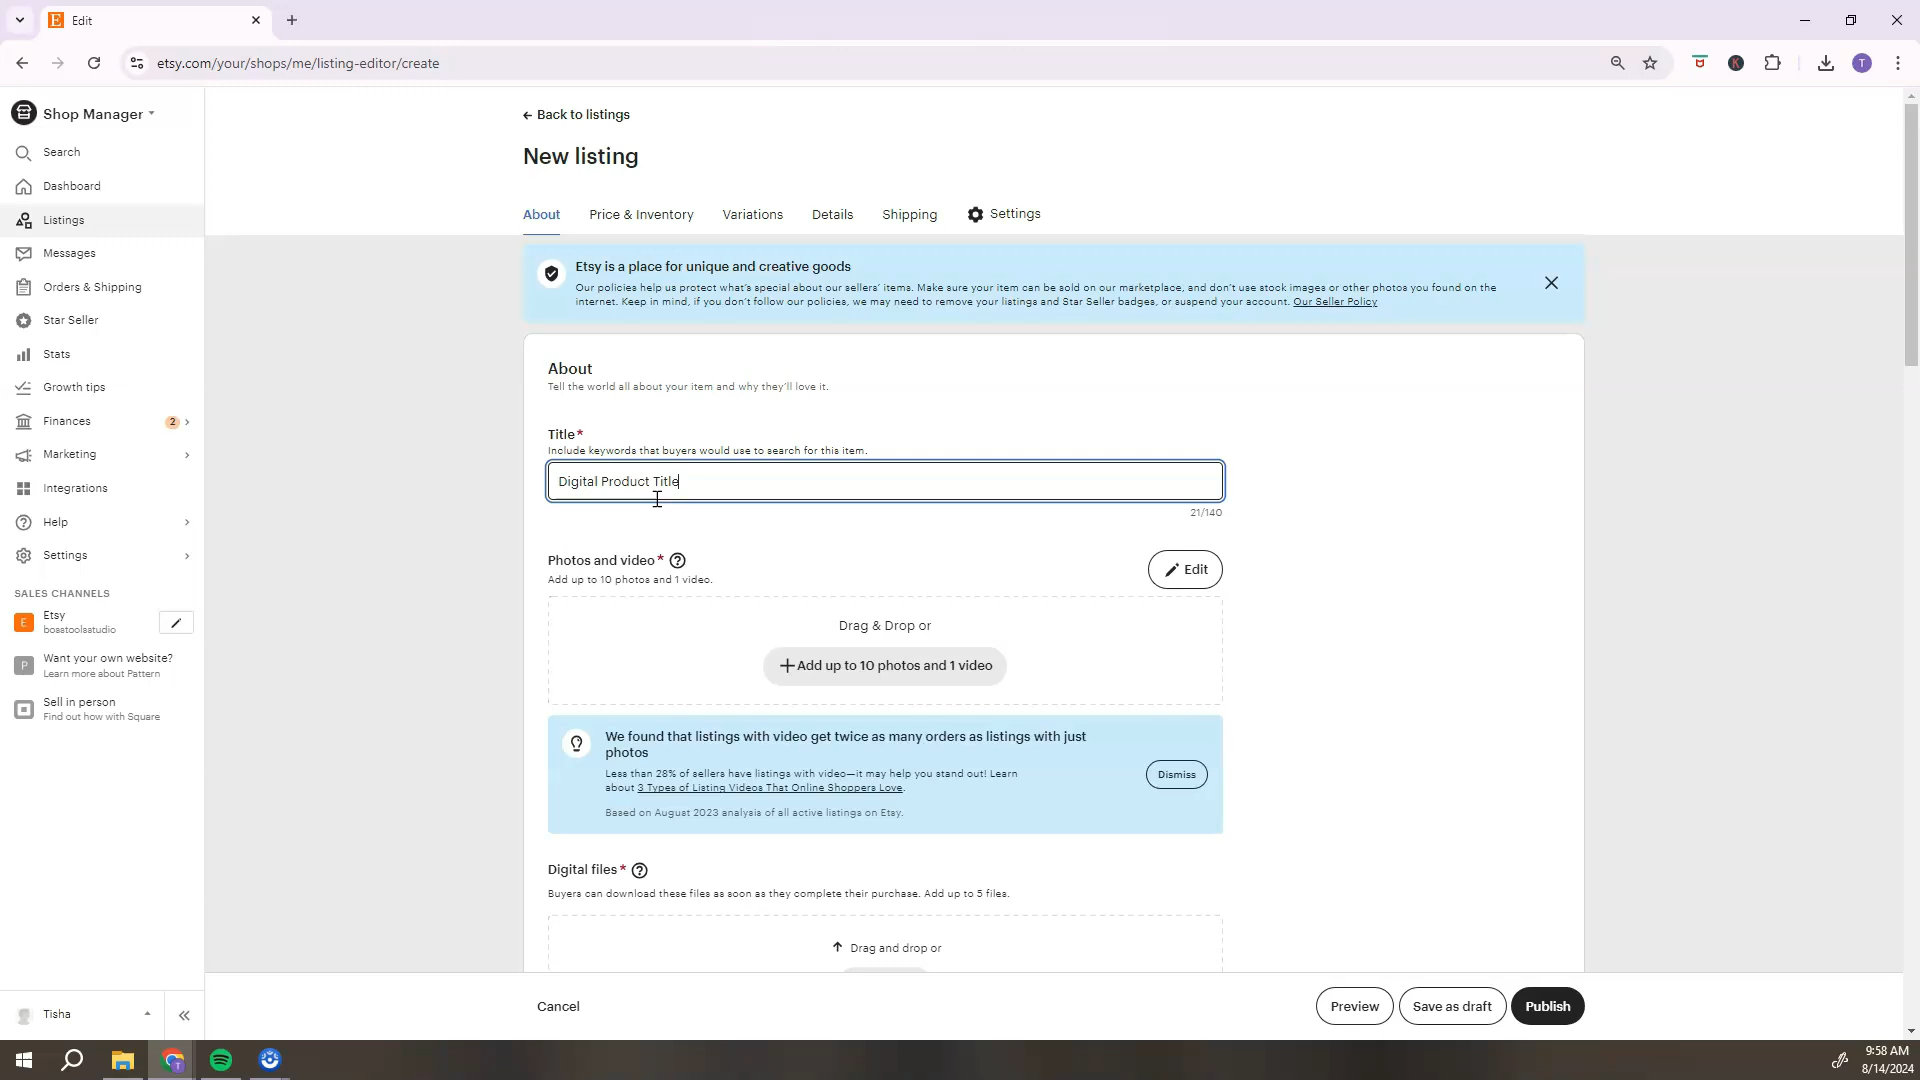 Edit
etsy.com/your/shops/me/listing-editor/create
T
Shop Manager
Search
Dashboard
Listings
Messages
Orders & Shipping
Star Seller
Stats
Growth tips
Finances 2
Marketing
Integrations
Help
Settings
SALES CHANNELS
E
Etsy
bosstoolsstudio
P
Want your own website?
Learn more about Pattern
Sell in person
Find out how with Square
Tisha
Back to listings
New listing
About Price & Inventory Variations Details Shipping Settings
Etsy is a place for unique and creative goods
Our policies help us protect what's special about our sellers' items. Make sure your item can be sold on our marketplace, and don't use stock images or other photos you found on the
internet. Keep in mind, if you don't follow our policies, we may need to remove your listings and Star Seller badges, or suspend your account. Our Seller Policy
About
Tell the world all about your item and why they'll love it.
Title*
Include keywords that buyers would use to search for this item.
Digital Product Title
21/140
Photos and video*
Add up to 10 photos and 1 video.
Edit
Drag & Drop or
Add up to 10 photos and 1 video
We found that listings with video get twice as many orders as listings with just
photos
Less than 28% of sellers have listings with video—it may help you stand out! Learn
about 3 Types of Listing Videos That Online Shoppers Love.
Based on August 2023 analysis of all active listings on Etsy.
Dismiss
Digital files*
Buyers can download these files as soon as they complete their purchase. Add up to 5 files.
Drag and drop or
Cancel Preview Save as draft Publish
9:58 AM
8/14/2024